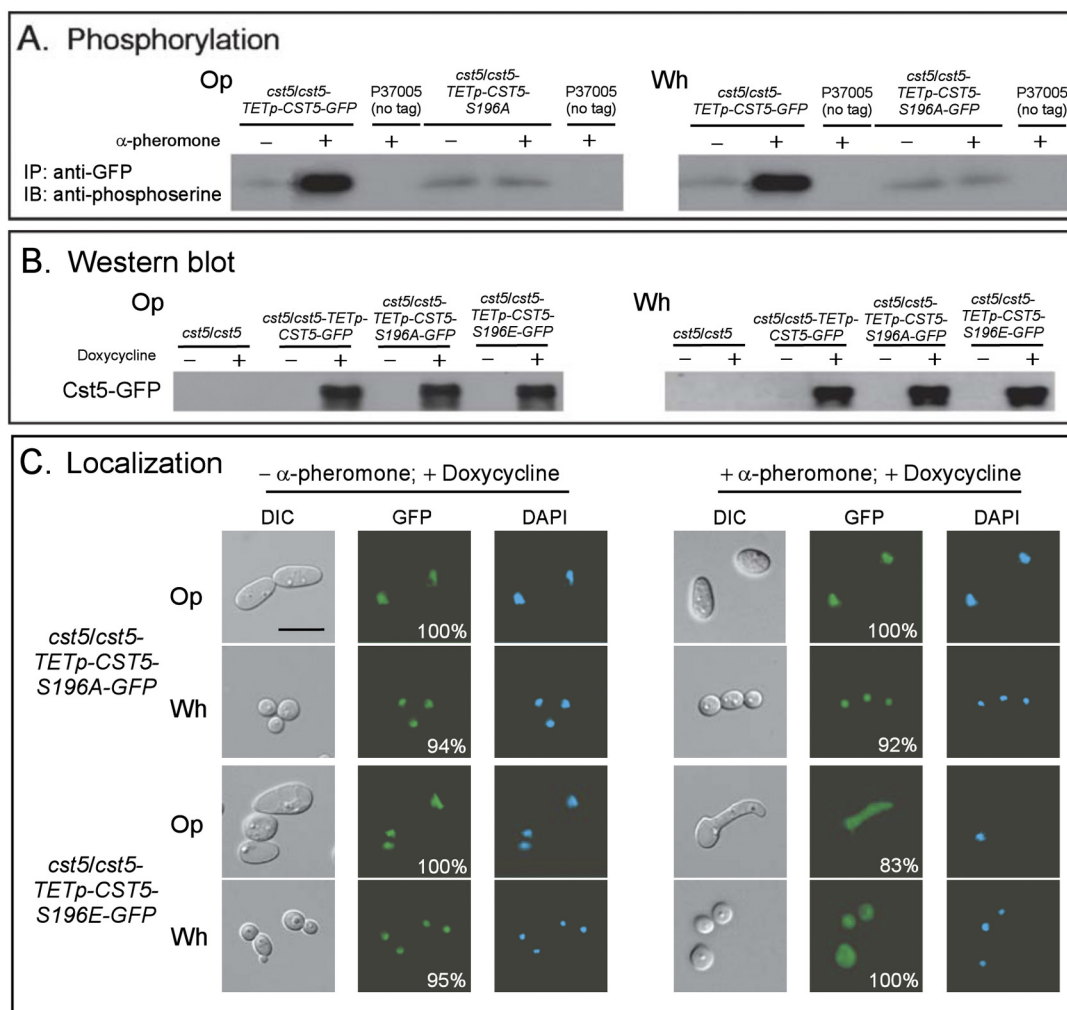 A. Phosphorylation
Op
cst5/cst5-
TETp-CST5-GFP
P37005
(no tag)
cst5/cst5-
TETp-CST5-
S196A
P37005
(no tag)
Wh
cst5/cst5-
TETp-CST5-GFP
P37005
(no tag)
cst5/cst5-
TETp-CST5-
S196A-GFP
P37005
(no tag)
α-pheromone – + + – + + – + + – + +
IP: anti-GFP
IB: anti-phosphoserine
B. Western blot
Op
cst5/cst5
cst5/cst5-TETp-
CST5-GFP
cst5/cst5-
TETp-CST5-
S196A-GFP
cst5/cst5-
TETp-CST5-
S196E-GFP
Wh
cst5/cst5
cst5/cst5-TETp-
CST5-GFP
cst5/cst5-
TETp-CST5-
S196A-GFP
cst5/cst5-
TETp-CST5-
S196E-GFP
Doxycycline – + – + – + – + – + – + – + – +
Cst5-GFP
C. Localization
– α-pheromone; + Doxycycline
+ α-pheromone; + Doxycycline
DIC GFP DAPI DIC GFP DAPI
cst5/cst5-
TETp-CST5-
S196A-GFP
Op
100% 100%
Wh
94% 92%
cst5/cst5-
TETp-CST5-
S196E-GFP
Op
100% 83%
Wh
95% 100%